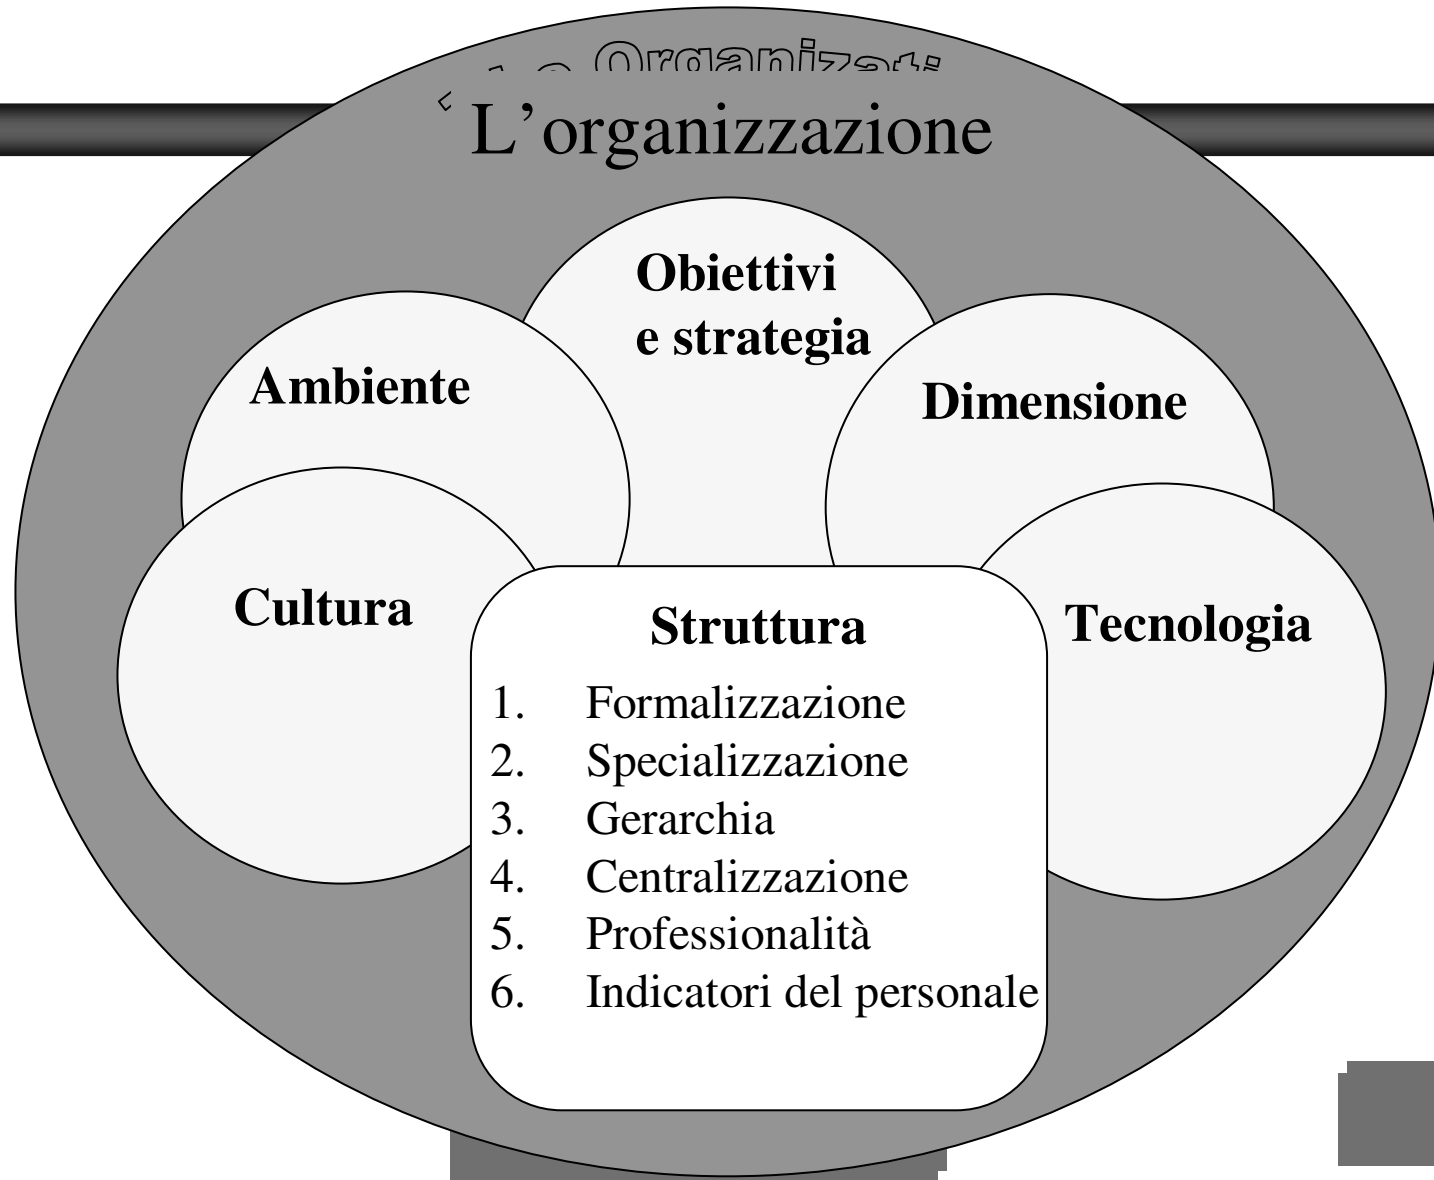 L’organizzazione
Obiettivi
e strategia
Ambiente
Dimensione
Cultura
Tecnologia
Struttura
1. Formalizzazione
2. Specializzazione
3. Gerarchia
4. Centralizzazione
5. Professionalità
6. Indicatori del personale